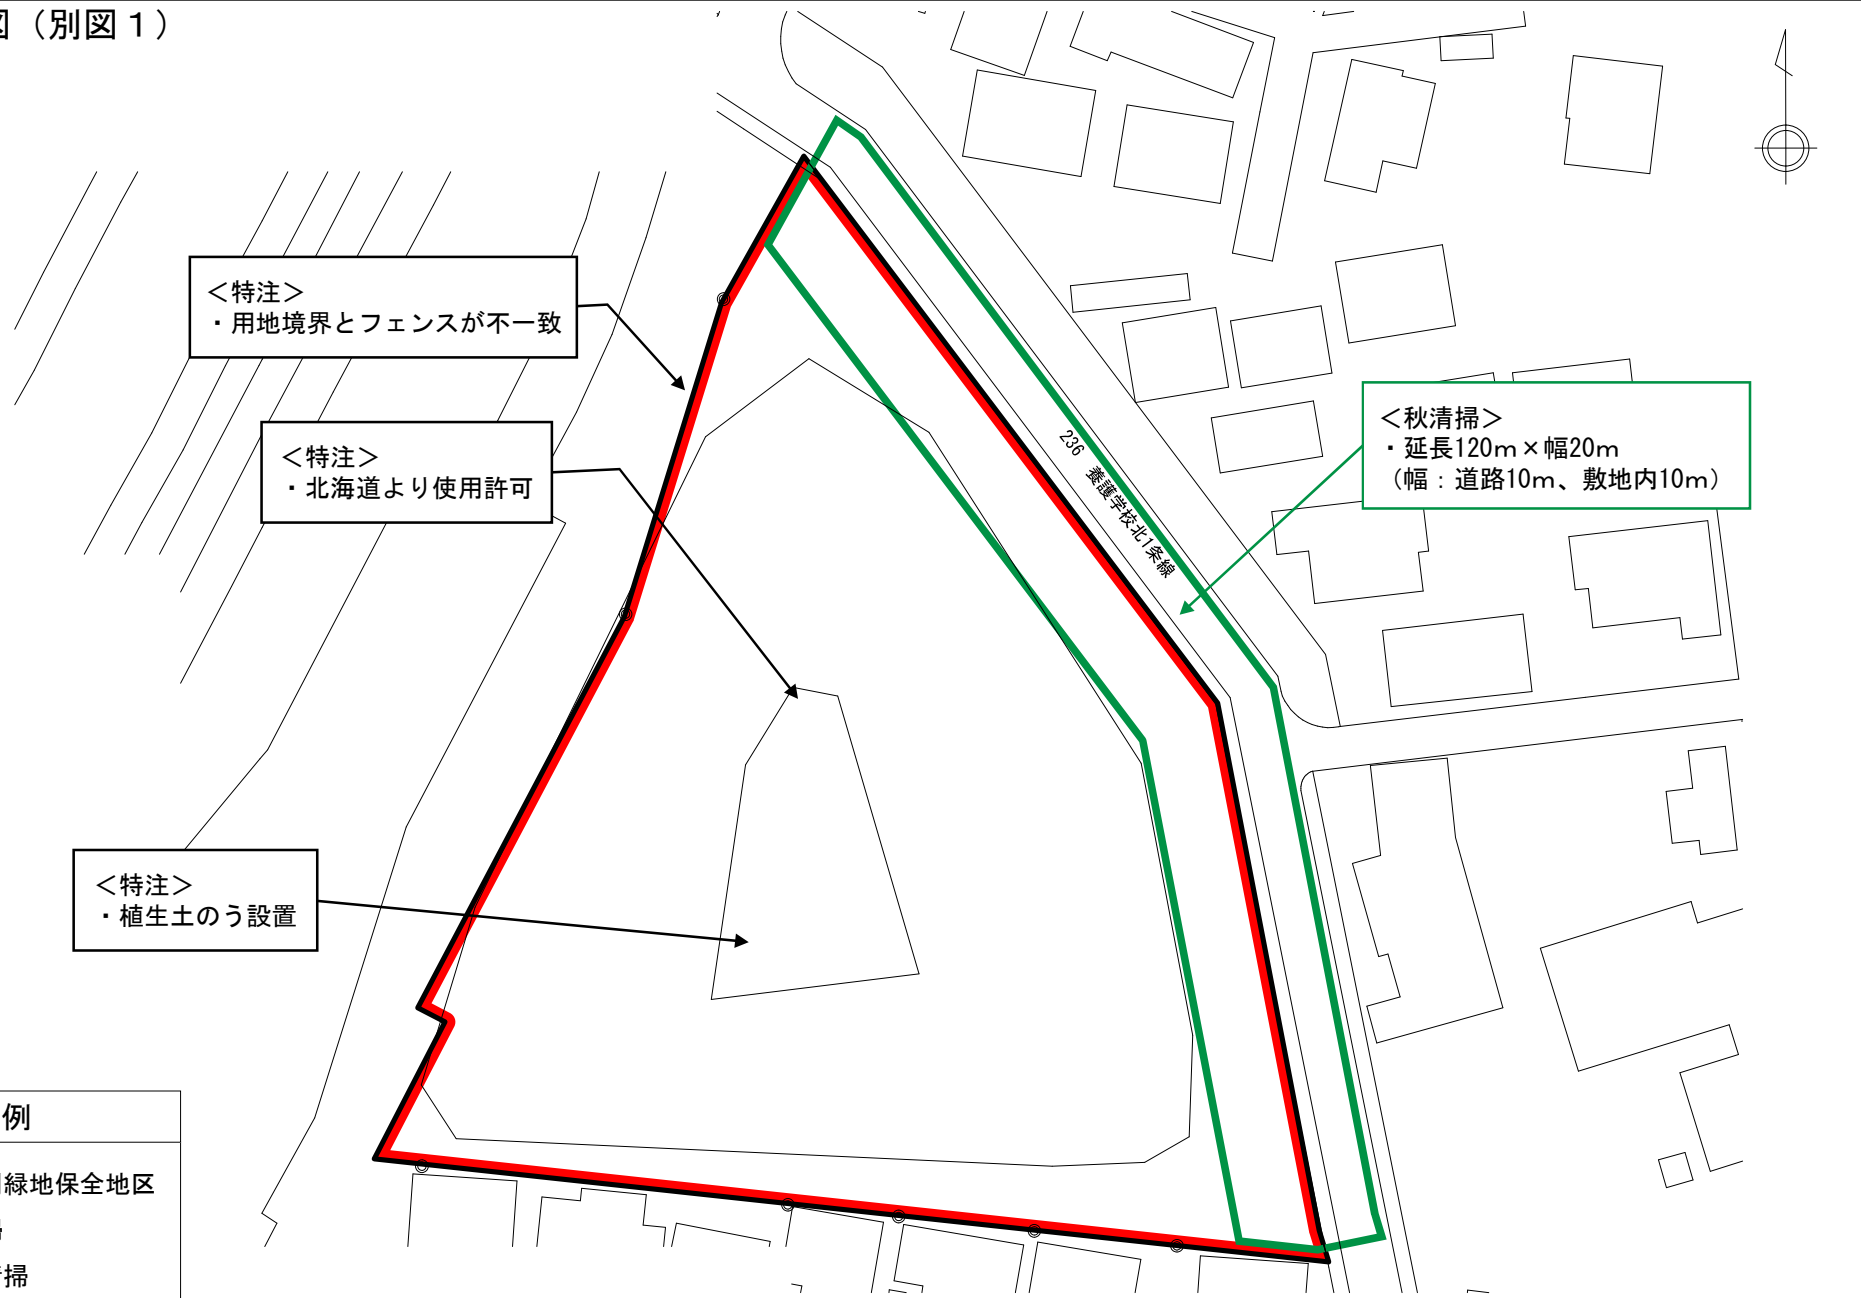 図（別図１）
＜特注＞
・用地境界とフェンスが不一致
＜特注＞
・北海道より使用許可
＜秋清掃＞
・延長120ｍ×幅20ｍ
（幅：道路10ｍ、敷地内10ｍ）
236　養護学校北1条線
＜特注＞
・植生土のう設置
例
緑地保全地区
掃